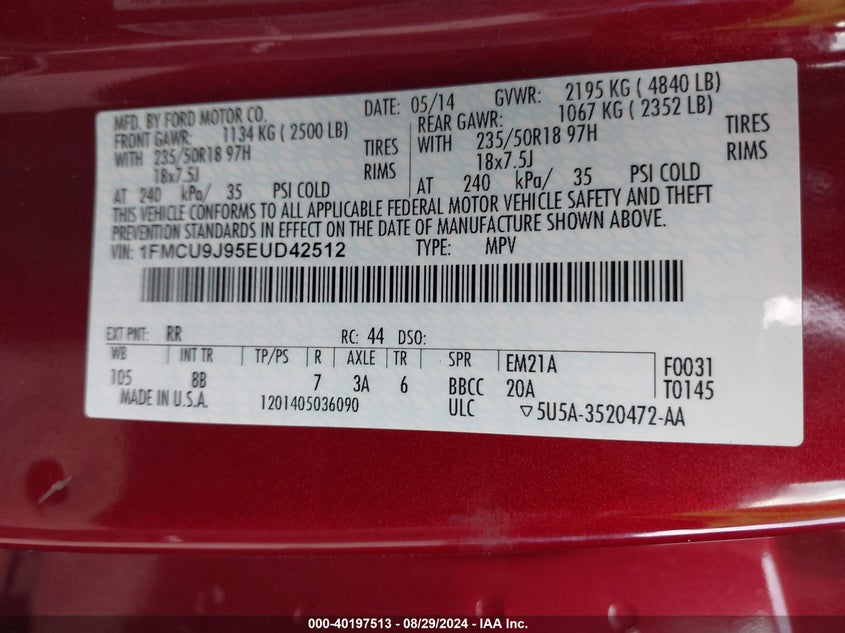 MFD. BY FORD MOTOR CO. DATE: 05/14 GVWR: 2195 KG ( 4840 LB)
FRONT GAWR: 1134 KG ( 2500 LB) REAR GAWR: 1067 KG ( 2352 LB)
WITH 235/50R18 97H TIRES WITH 235/50R18 97H TIRES
18x7.5J RIMS 18x7.5J RIMS
AT 240 kPa/ 35 PSI COLD AT 240 kPa/ 35 PSI COLD
THIS VEHICLE CONFORMS TO ALL APPLICABLE FEDERAL MOTOR VEHICLE SAFETY AND THEFT
PREVENTION STANDARDS IN EFFECT ON THE DATE OF MANUFACTURE SHOWN ABOVE.
VIN: 1FMCU9J95EUD42512 TYPE: MPV
EXT PNT: RR RC: 44 DSO:
WB INT TR TP/PS R AXLE TR SPR EM21A F0031
105 8B 7 3A 6 BBCC 20A T0145
MADE IN U.S.A. 1201405036090 ULC ▽5U5A-3520472-AA
000-40197513 - 08/29/2024 - IAA Inc.